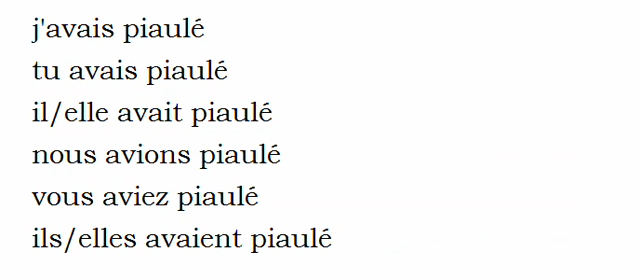 j'avais piaulé
tu avais piaulé
il/elle avait piaulé
nous avions piaulé
vous aviez piaulé
ils/elles avaient piaulé